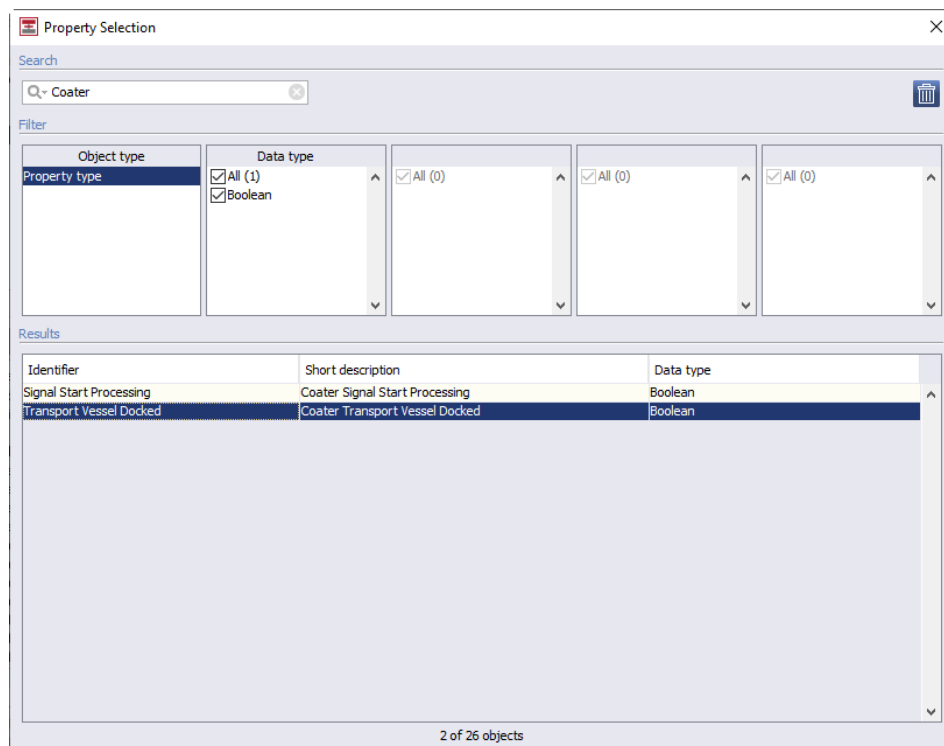 Property Selection
Search
Coater
Filter
Object type Data type
Property type All (1) All (0) All (0) All (0)
Boolean
Results
Identifier Short description Data type
Signal Start Processing Coater Signal Start Processing Boolean
Transport Vessel Docked Coater Transport Vessel Docked Boolean
2 of 26 objects